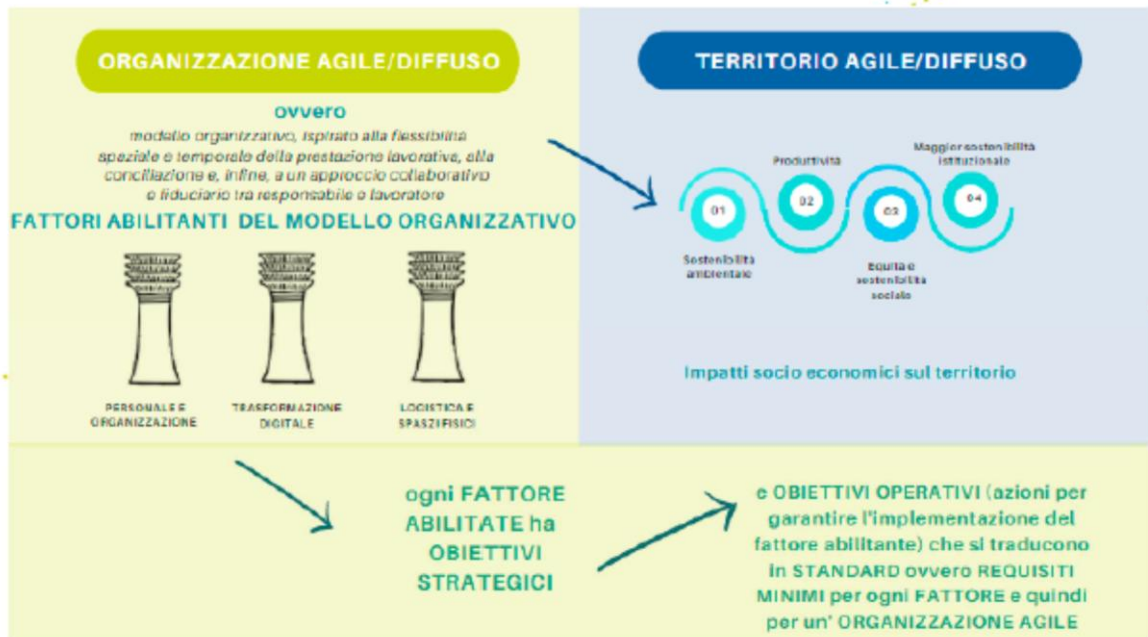 ORGANIZZAZIONE AGILE/DIFFUSO
ovvero
modello organizzativo, ispirato alla flessibilità
spaziale e temporale della prestazione lavorativa, alla
conciliazione e, infine, a un approccio collaborativo
e fiduciario tra responsabile e lavoratore
FATTORI ABILITANTI DEL MODELLO ORGANIZZATIVO
PERSONALE E
ORGANIZZAZIONE
TRASFORMAZIONE
DIGITALE
LOGISTICA E
SPASZI FISICI
TERRITORIO AGILE/DIFFUSO
01
Sostenibilità
ambientale
Produttività
02
03
Equita e
sostenibilità
sociale
Maggior sostenibilità
istituzionale
04
Impatti socio economici sul territorio
ogni FATTORE
ABILITATE ha
OBIETTIVI
STRATEGICI
e OBIETTIVI OPERATIVI (azioni per
garantire l'implementazione del
fattore abilitante) che si traducono
in STANDARD ovvero REQUISITI
MINIMI per ogni FATTORE e quindi
per un' ORGANIZZAZIONE AGILE